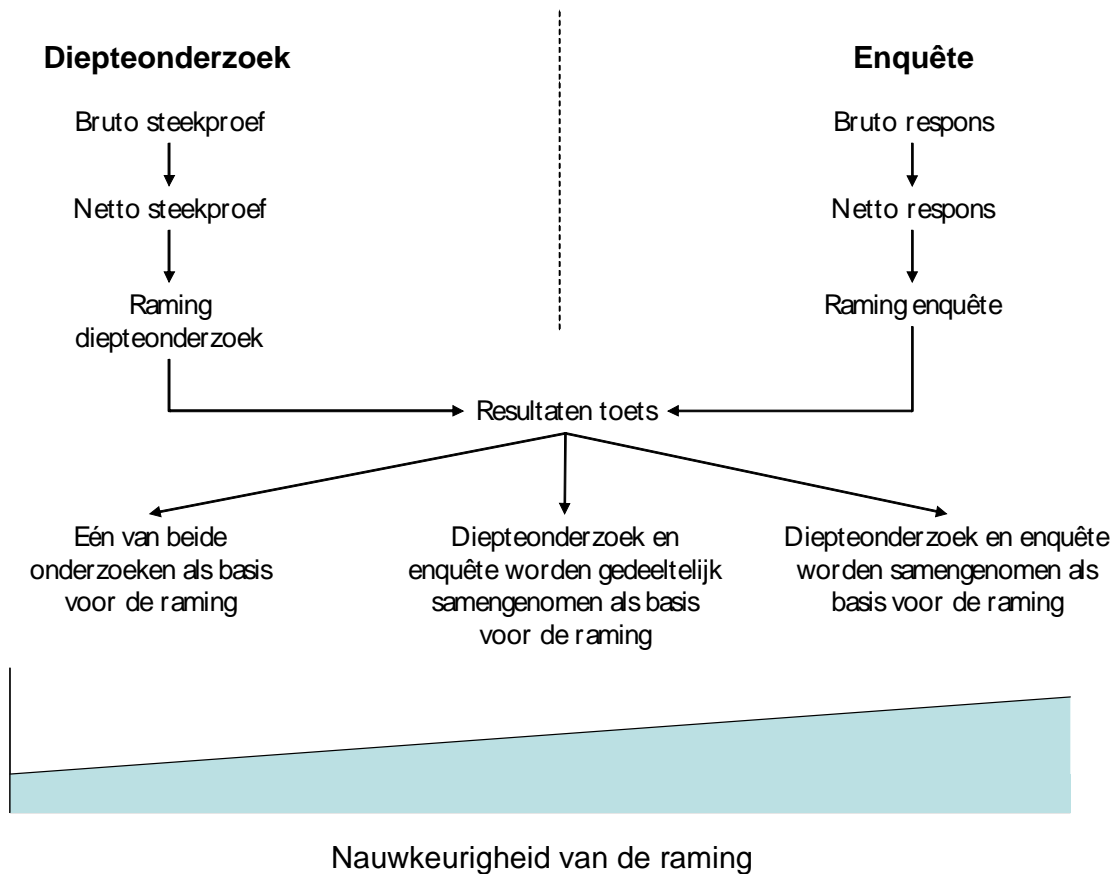 Diepteonderzoek
Enquête
Bruto steekproef
Bruto respons
Netto steekproef
Netto respons
Raming
diepteonderzoek
Raming enquête
Resultaten toets
Eén van beide
onderzoeken als basis
voor de raming
Diepteonderzoek en
enquête worden gedeeltelijk
samengenomen als basis
voor de raming
Diepteonderzoek en enquête
worden samengenomen als
basis voor de raming
Nauwkeurigheid van de raming